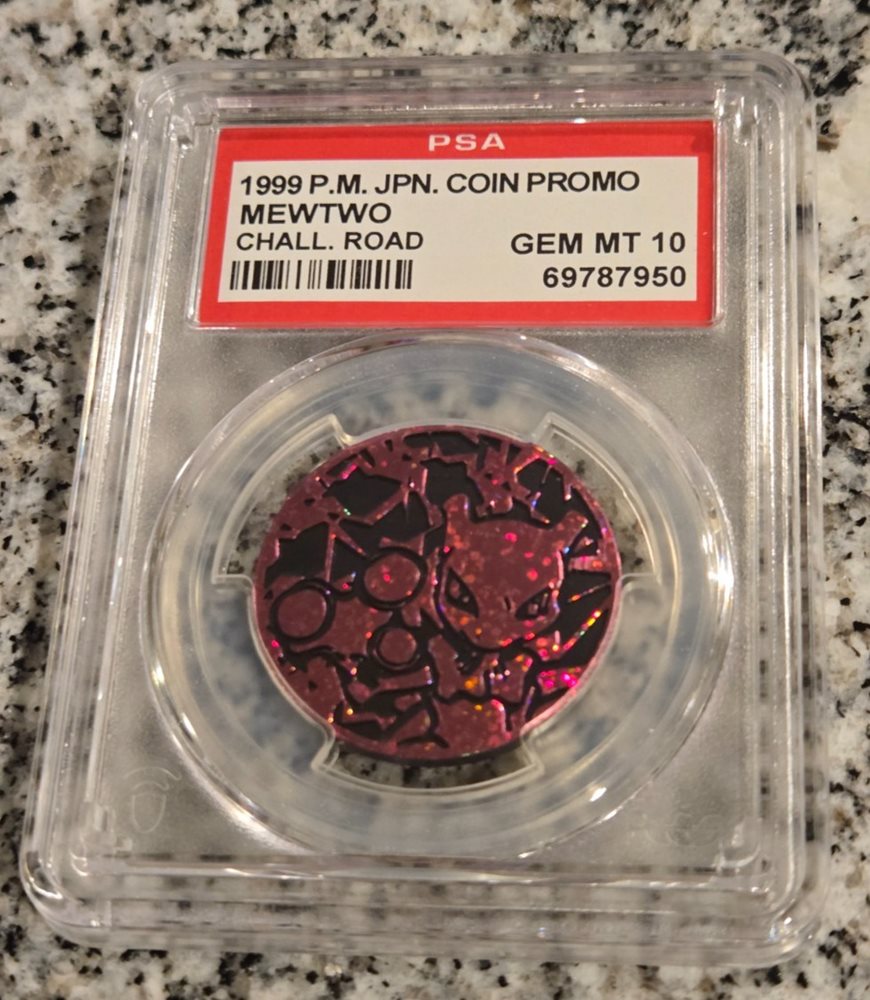 PSA
1999 P.M. JPN. COIN PROMO
MEWTWO
CHALL. ROAD GEM MT 10
69787950